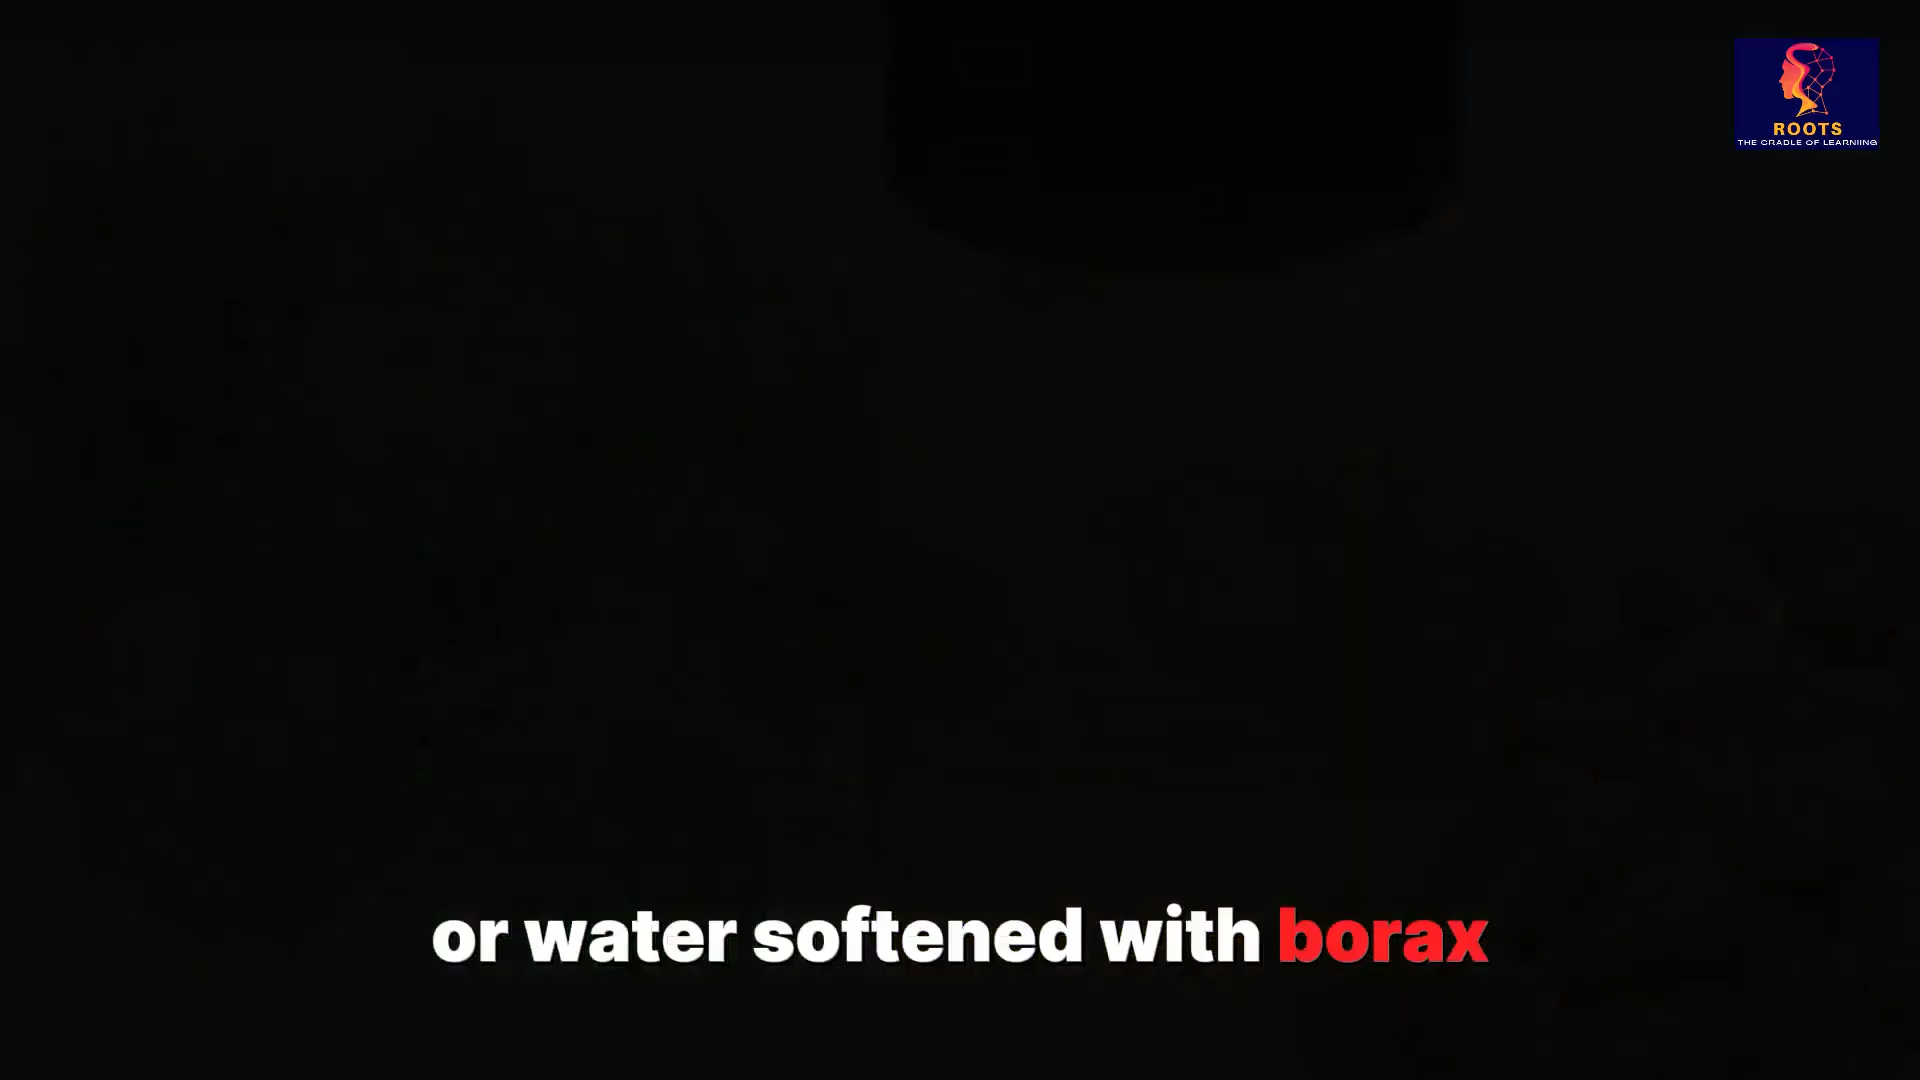 ROOTS
THE CRADLE OF LEARNIING
or water softened with borax